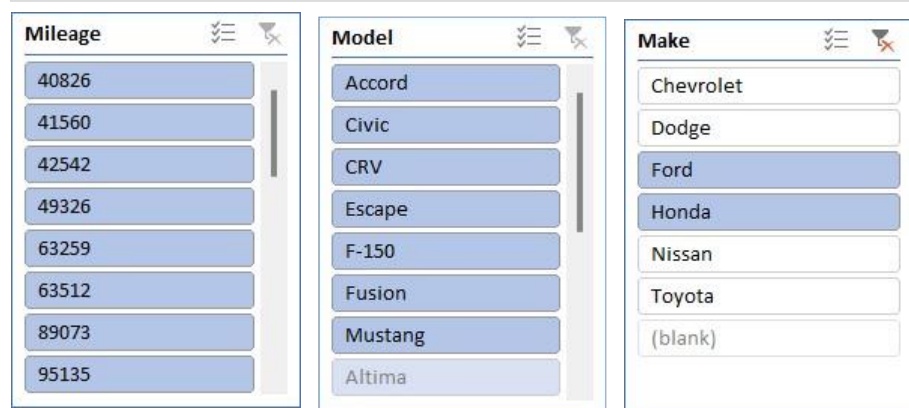 Mileage
40826
41560
42542
49326
63259
63512
89073
95135
Model
Accord
Civic
CRV
Escape
F-150
Fusion
Mustang
Altima
Make
Chevrolet
Dodge
Ford
Honda
Nissan
Toyota
(blank)